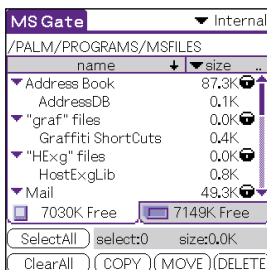 MS Gate ▼ Internal
/PALM/PROGRAMS/MSFILES
name size ..
Address Book 87.3K
AddressDB 0.1K
"graf" files 0.0K
Graffiti ShortCuts 0.4K
"HExg" files 0.0K
HostExgLib 0.8K
Mail 49.3K
7030K Free 7149K Free
SelectAll select:0 size:0.0K
ClearAll COPY MOVE DELETE